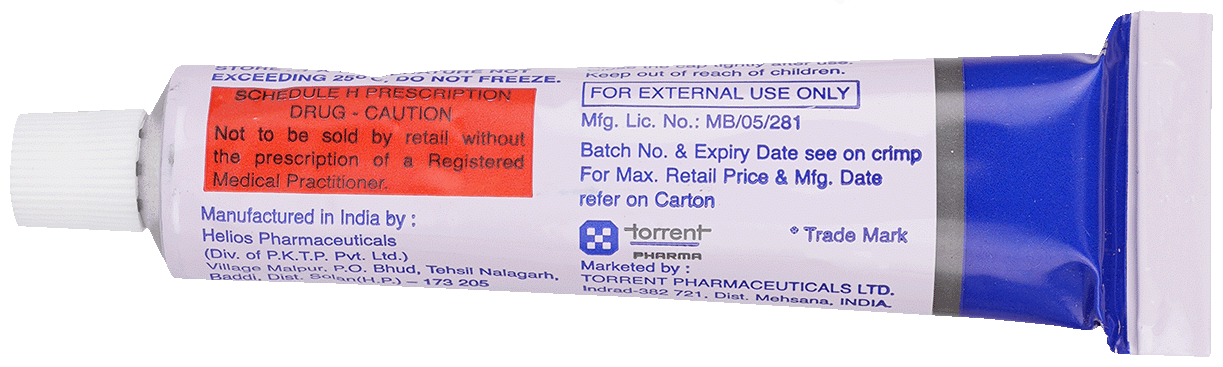 EXCEEDING 25° C, DO NOT FREEZE.
SCHEDULE H PRESCRIPTION
DRUG - CAUTION
Not to be sold by retail without
the prescription of a Registered
Medical Practitioner.
Manufactured in India by :
Helios Pharmaceuticals
(Div. of P.K.T.P. Pvt. Ltd.)
Village Malpur, P.O. Bhud, Tehsil Nalagarh,
Baddi, Dist. Solan(H.P.) – 173 205
tightly after use.
Keep out of reach of children.
FOR EXTERNAL USE ONLY
Mfg. Lic. No.: MB/05/281
Batch No. & Expiry Date see on crimp
For Max. Retail Price & Mfg. Date
refer on Carton
torrent
PHARMA
® Trade Mark
Marketed by :
TORRENT PHARMACEUTICALS LTD.
Indrad-382 721, Dist. Mehsana, INDIA.